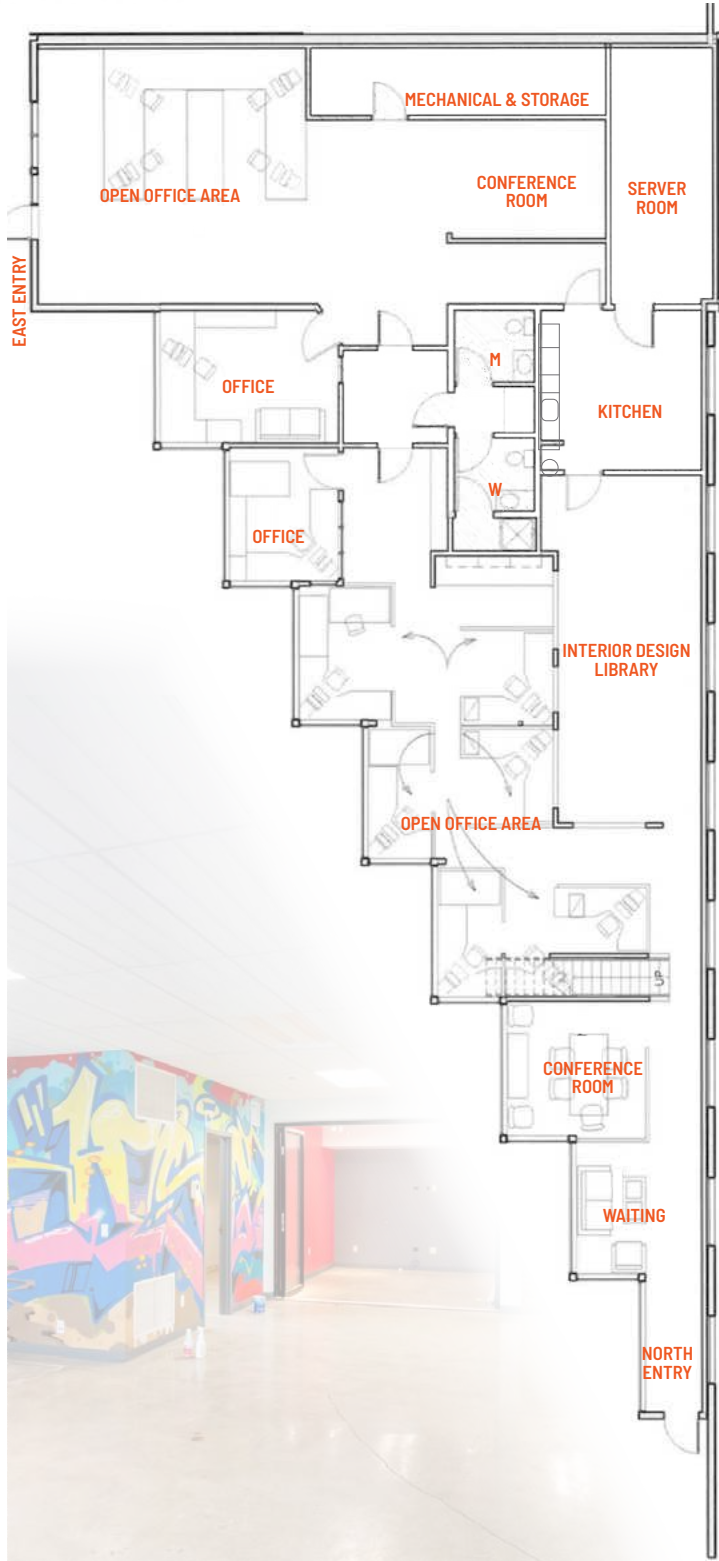 MECHANICAL & STORAGE
OPEN OFFICE AREA
CONFERENCE
ROOM
SERVER
ROOM
EAST ENTRY
M
OFFICE
KITCHEN
W
OFFICE
INTERIOR DESIGN
LIBRARY
OPEN OFFICE AREA
UP
CONFERENCE
ROOM
WAITING
NORTH
ENTRY